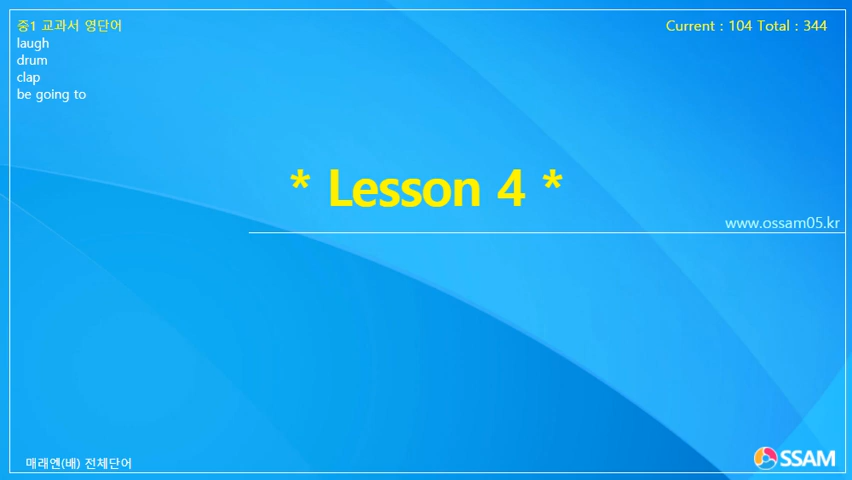 중1 교과서 영단어
Current : 104 Total : 344
laugh
drum
clap
be going to
* Lesson 4 *
www.ossam05.kr
매래엔(배) 전체단어
OSSAM